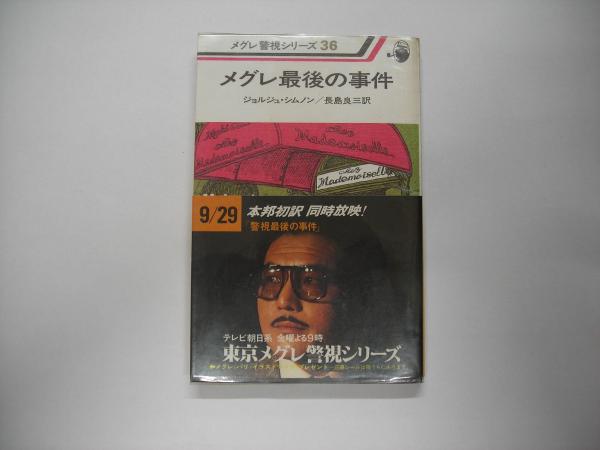 メグレ警視シリーズ 36
メグレ最後の事件
ジョルジュ・シムノン／長島良三訳
Mademoiselle
Mademoiselle
Mademoiselle
9/29
本邦初訳 同時放映！
「警視最後の事件」
テレビ朝日系 金曜よる9時
東京メグレ警視シリーズ